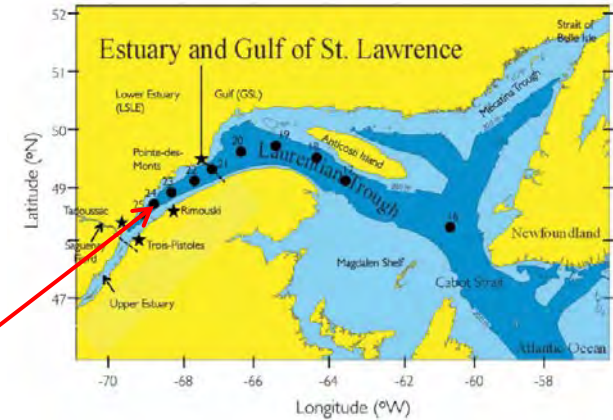 52
51
50
49
48
47
Latitude (°N)
Estuary and Gulf of St. Lawrence
Strait of
Belle Isle
Mécatina Trough
Lower Estuary
(LSLE)
Gulf (GSL)
Pointe-des-
Monts
Anticosti Island
Laurentian Trough
20
19
18
21
22
23
24
25
16
Tadoussac
Saguenay
Fjord
Rimouski
Trois-Pistoles
Upper Estuary
Magdalen Shelf
Cabot Strait
Newfoundland
Atlantic Ocean
-70
-68
-66
-64
-62
-60
-58
-56
Longitude (°W)